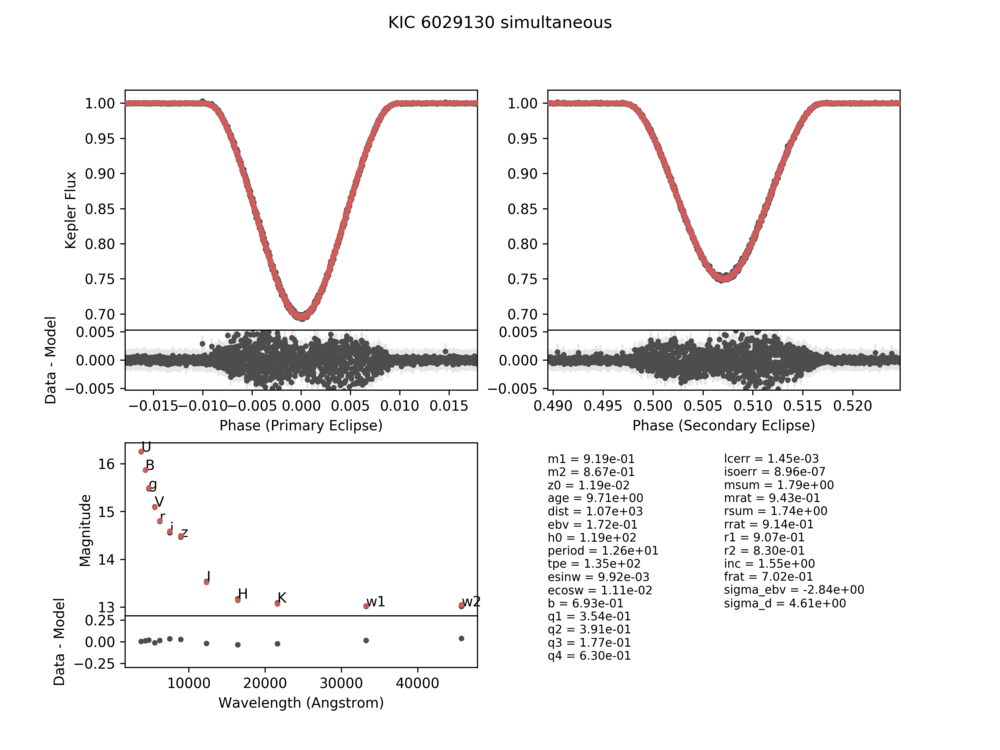 KIC 6029130 simultaneous
1.00
0.95
0.90
0.85
0.80
0.75
0.70
Kepler Flux
0.005
0.000
−0.005
Data - Model
−0.015
−0.010
−0.005
0.000
0.005
0.010
0.015
Phase (Primary Eclipse)
1.00
0.95
0.90
0.85
0.80
0.75
0.70
0.005
0.000
−0.005
0.490
0.495
0.500
0.505
0.510
0.515
0.520
Phase (Secondary Eclipse)
16
15
14
13
Magnitude
U
B
g
V
r
i
z
J
H
K
w1
w2
0.25
0.00
−0.25
Data - Model
10000
20000
30000
40000
Wavelength (Angstrom)
m1 = 9.19e-01
m2 = 8.67e-01
z0 = 1.19e-02
age = 9.71e+00
dist = 1.07e+03
ebv = 1.72e-01
h0 = 1.19e+02
period = 1.26e+01
tpe = 1.35e+02
esinw = 9.92e-03
ecosw = 1.11e-02
b = 6.93e-01
q1 = 3.54e-01
q2 = 3.91e-01
q3 = 1.77e-01
q4 = 6.30e-01
lcerr = 1.45e-03
isoerr = 8.96e-07
msum = 1.79e+00
mrat = 9.43e-01
rsum = 1.74e+00
rrat = 9.14e-01
r1 = 9.07e-01
r2 = 8.30e-01
inc = 1.55e+00
frat = 7.02e-01
sigma_ebv = -2.84e+00
sigma_d = 4.61e+00